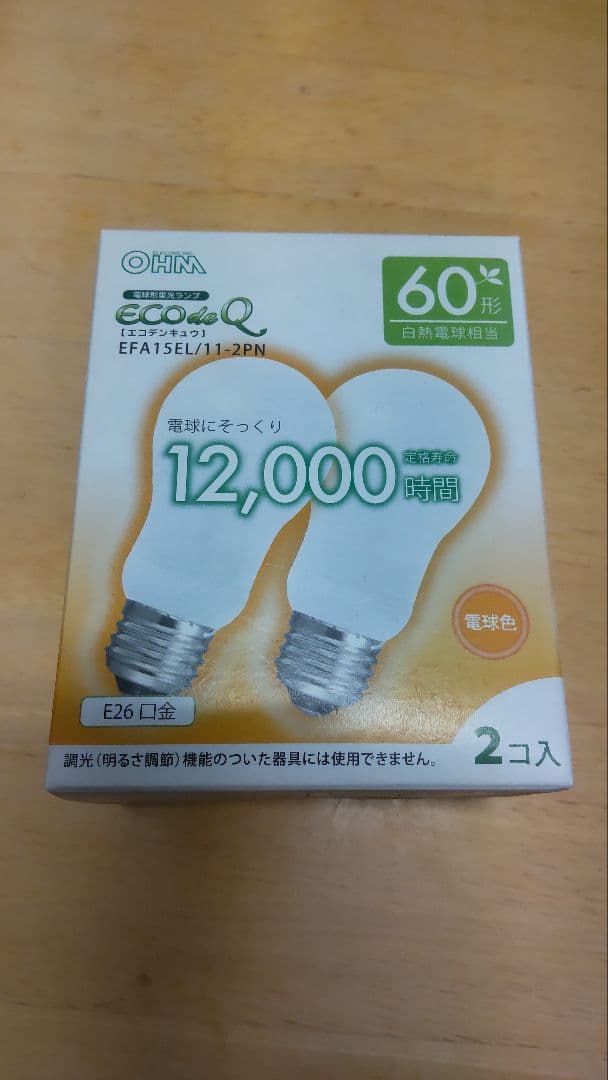 OHM
電球形蛍光ランプ
ECO de Q
【エコデンキュウ】
EFA15EL/11-2PN
60形
白熱電球相当
電球にそっくり
定格寿命
12,000時間
電球色
E26 口金
2コ入
調光（明るさ調節）機能のついた器具には使用できません。